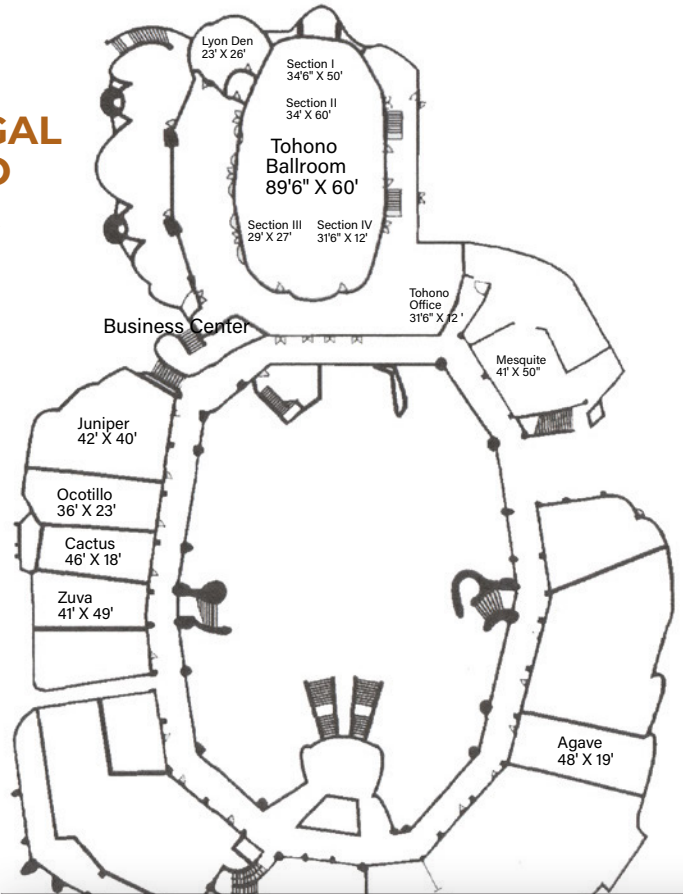 GAL
Lyon Den
23' X 26'
Section I
34'6" X 50'
Section II
34' X 60'
Tohono
Ballroom
89'6" X 60'
Section III
29' X 27'
Section IV
31'6" X 12'
Tohono
Office
31'6" X 12 '
Business Center
Mesquite
41' X 50"
Juniper
42' X 40'
Ocotillo
36' X 23'
Cactus
46' X 18'
Zuva
41' X 49'
Agave
48' X 19'